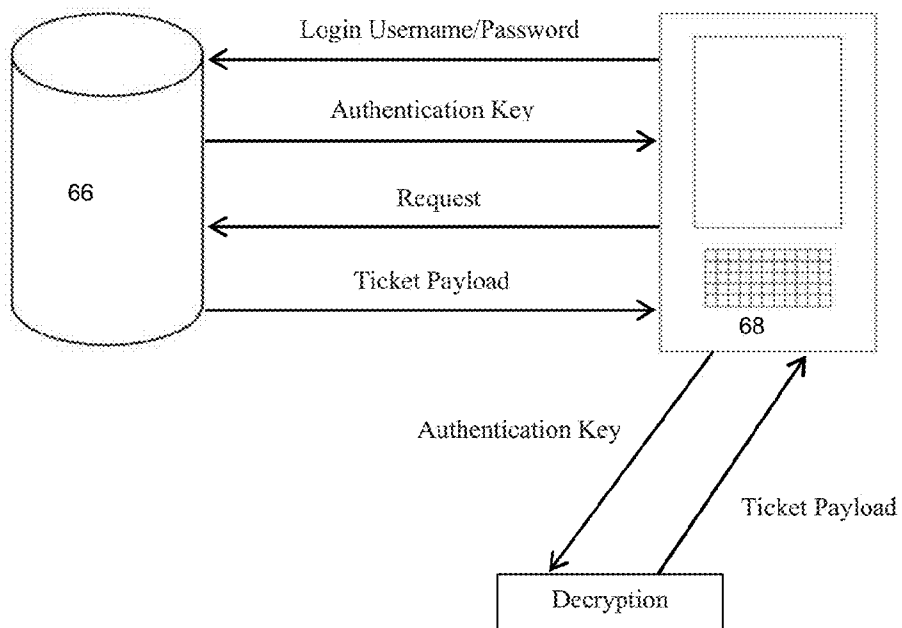 Login Username/Password
Authentication Key
66
Request
Ticket Payload
68
Authentication Key
Ticket Payload
Decryption